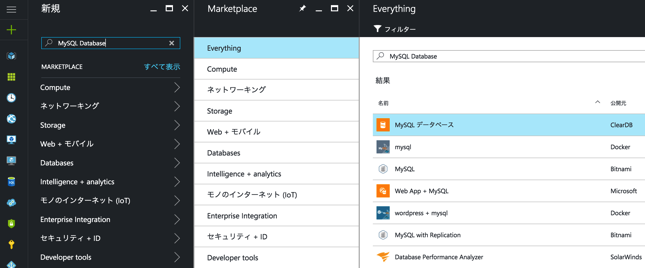 新規
MySQL Database
MARKETPLACE
すべて表示
Compute
ネットワーキング
Storage
Web + モバイル
Databases
Intelligence + analytics
モノのインターネット (IoT)
Enterprise Integration
セキュリティ + ID
Developer tools
Marketplace
Everything
Compute
ネットワーキング
Storage
Web + モバイル
Databases
Intelligence + analytics
モノのインターネット (IoT)
Enterprise Integration
セキュリティ + ID
Developer tools
Everything
フィルター
MySQL Database
結果
名前 公開元
MySQL データベース ClearDB
mysql Docker
MySQL Bitnami
Web App + MySQL Microsoft
wordpress + mysql Docker
MySQL with Replication Bitnami
Database Performance Analyzer SolarWinds